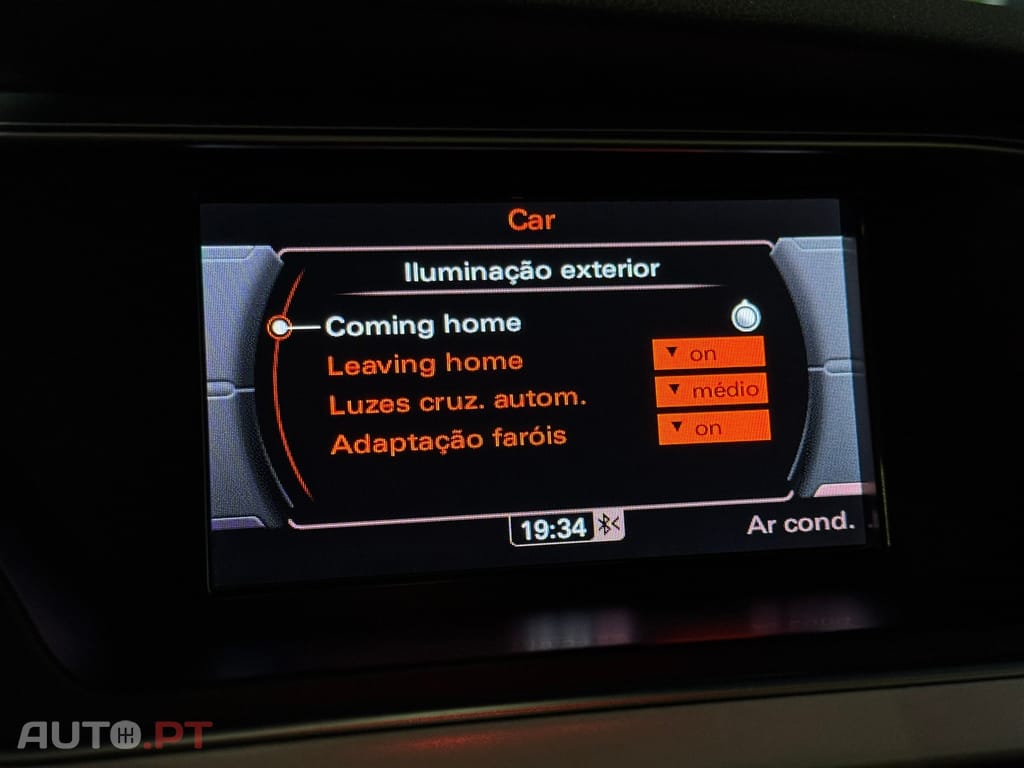 Car
Iluminação exterior
Coming home
Leaving home
on
Luzes cruz. autom.
médio
Adaptação faróis
on
19:34
Ar cond.
AUTO.PT